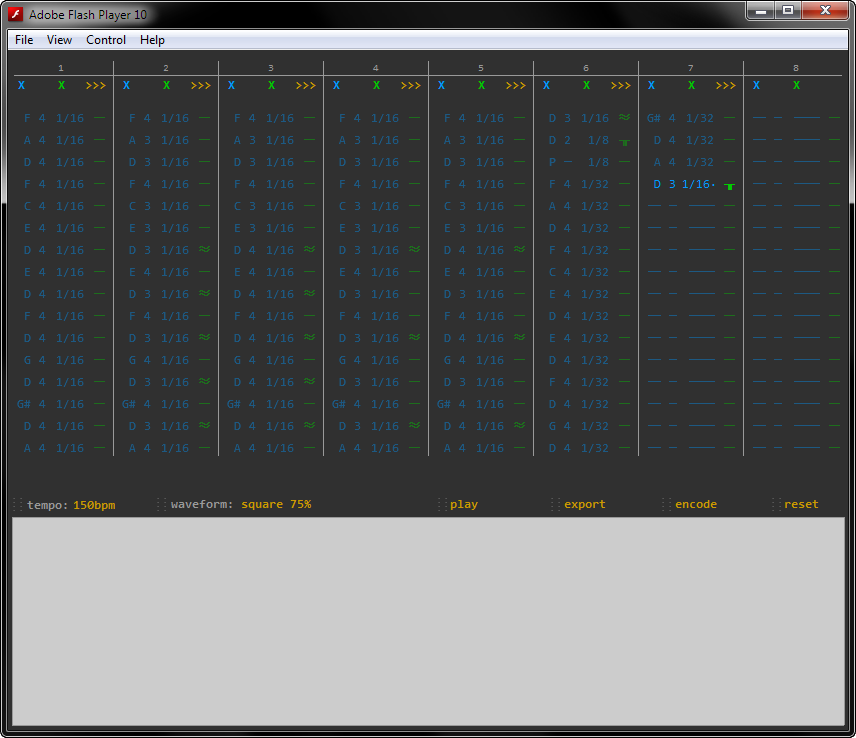 Adobe Flash Player 10
File View Control Help
1 2 3 4 5 6 7 8
X X >>> X X >>> X X >>> X X >>> X X >>> X X >>> X X >>> X X
F 4 1/16 — F 4 1/16 — F 4 1/16 — F 4 1/16 — F 4 1/16 — D 3 1/16 ≈ G# 4 1/32 — — — — —
A 4 1/16 — A 3 1/16 — A 3 1/16 — A 3 1/16 — A 3 1/16 — D 2 1/8 D 4 1/32 — — — — —
D 4 1/16 — D 3 1/16 — D 3 1/16 — D 3 1/16 — D 3 1/16 — P — 1/8 — A 4 1/32 — — — — —
F 4 1/16 — F 4 1/16 — F 4 1/16 — F 4 1/16 — F 4 1/16 — F 4 1/32 — D 3 1/16· — — — —
C 4 1/16 — C 3 1/16 — C 3 1/16 — C 3 1/16 — C 3 1/16 — A 4 1/32 — — — — — — — — —
E 4 1/16 — E 4 1/16 — E 4 1/16 — E 4 1/16 — E 4 1/16 — D 4 1/32 — — — — — — — — —
D 4 1/16 — D 3 1/16 ≈ D 4 1/16 ≈ D 3 1/16 ≈ D 4 1/16 ≈ F 4 1/32 — — — — — — — — —
E 4 1/16 — E 4 1/16 — E 4 1/16 — E 4 1/16 — E 4 1/16 — C 4 1/32 — — — — — — — — —
D 4 1/16 — D 3 1/16 ≈ D 4 1/16 ≈ D 3 1/16 — D 3 1/16 — E 4 1/32 — — — — — — — — —
F 4 1/16 — F 4 1/16 — F 4 1/16 — F 4 1/16 — F 4 1/16 — D 4 1/32 — — — — — — — — —
D 4 1/16 — D 3 1/16 ≈ D 4 1/16 ≈ D 3 1/16 ≈ D 4 1/16 ≈ E 4 1/32 — — — — — — — — —
G 4 1/16 — G 4 1/16 — G 4 1/16 — G 4 1/16 — G 4 1/16 — D 4 1/32 — — — — — — — — —
D 4 1/16 — D 3 1/16 ≈ D 4 1/16 ≈ D 3 1/16 — D 3 1/16 — F 4 1/32 — — — — — — — — —
G# 4 1/16 — G# 4 1/16 — G# 4 1/16 — G# 4 1/16 — G# 4 1/16 — D 4 1/32 — — — — — — — — —
D 4 1/16 — D 3 1/16 ≈ D 4 1/16 ≈ D 3 1/16 ≈ D 4 1/16 ≈ G 4 1/32 — — — — — — — — —
A 4 1/16 — A 4 1/16 — A 4 1/16 — A 4 1/16 — A 4 1/16 — D 4 1/32 — — — — — — — — —
tempo: 150bpm waveform: square 75% play export encode reset